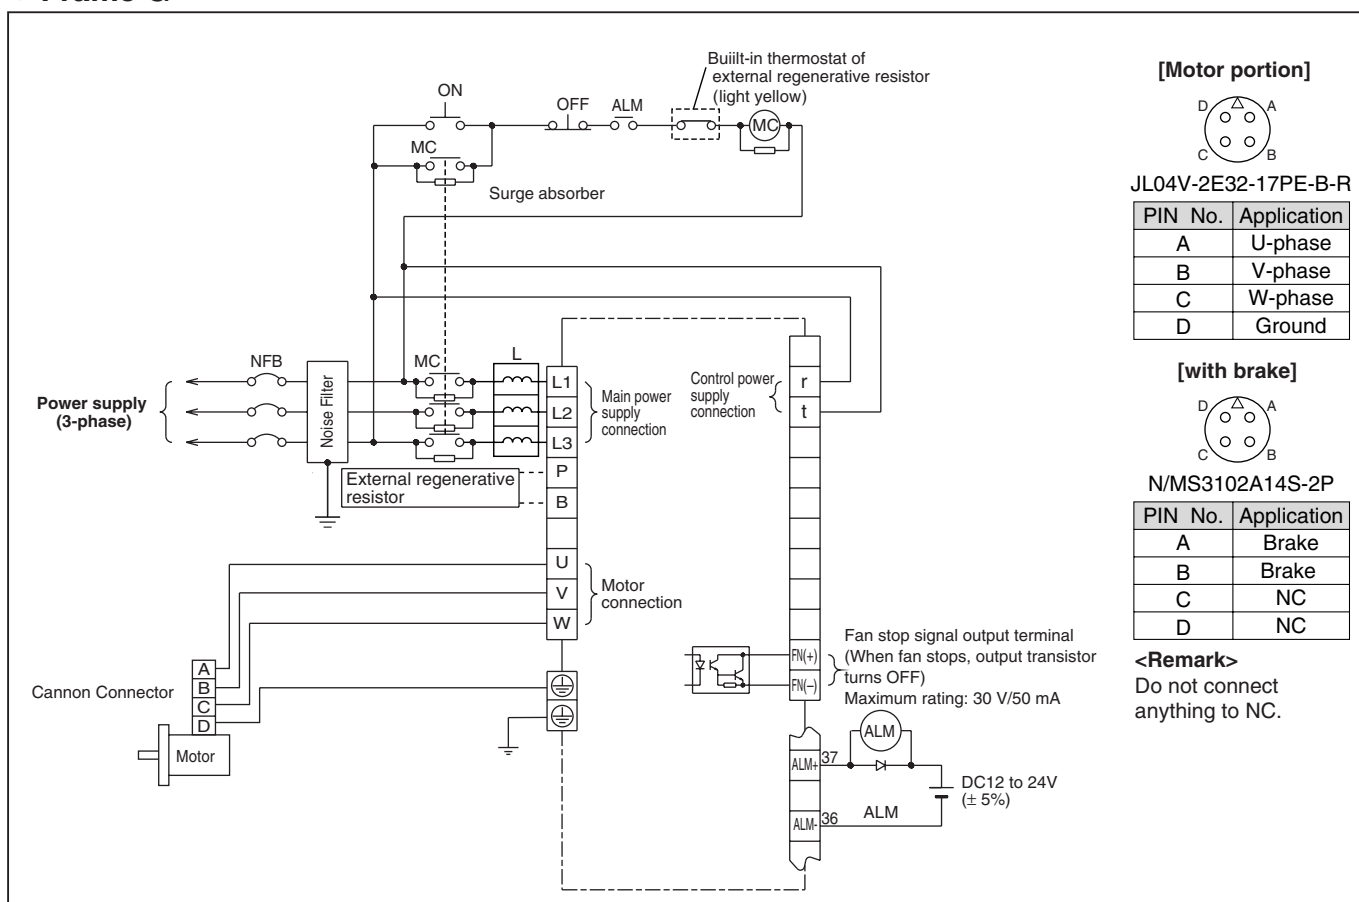 Buiilt-in thermostat of
external regenerative resistor
(light yellow)
ON
OFF
ALM
MC
MC
Surge absorber
NFB
Noise Filter
MC
L
Power supply
(3-phase)
L1
L2
L3
Main power
supply
connection
Control power
supply
connection
r
t
External regenerative
resistor
P
B
U
V
W
Motor
connection
Cannon Connector
A
B
C
D
Motor
FN(+)
FN(–)
Fan stop signal output terminal
(When fan stops, output transistor
turns OFF)
Maximum rating: 30 V/50 mA
ALM
ALM+
37
DC12 to 24V
(± 5%)
ALM-
36
ALM
[Motor portion]
D
A
C
B
JL04V-2E32-17PE-B-R
PIN No. Application
A U-phase
B V-phase
C W-phase
D Ground
[with brake]
D
A
C
B
N/MS3102A14S-2P
PIN No. Application
A Brake
B Brake
C NC
D NC
<Remark>
Do not connect
anything to NC.